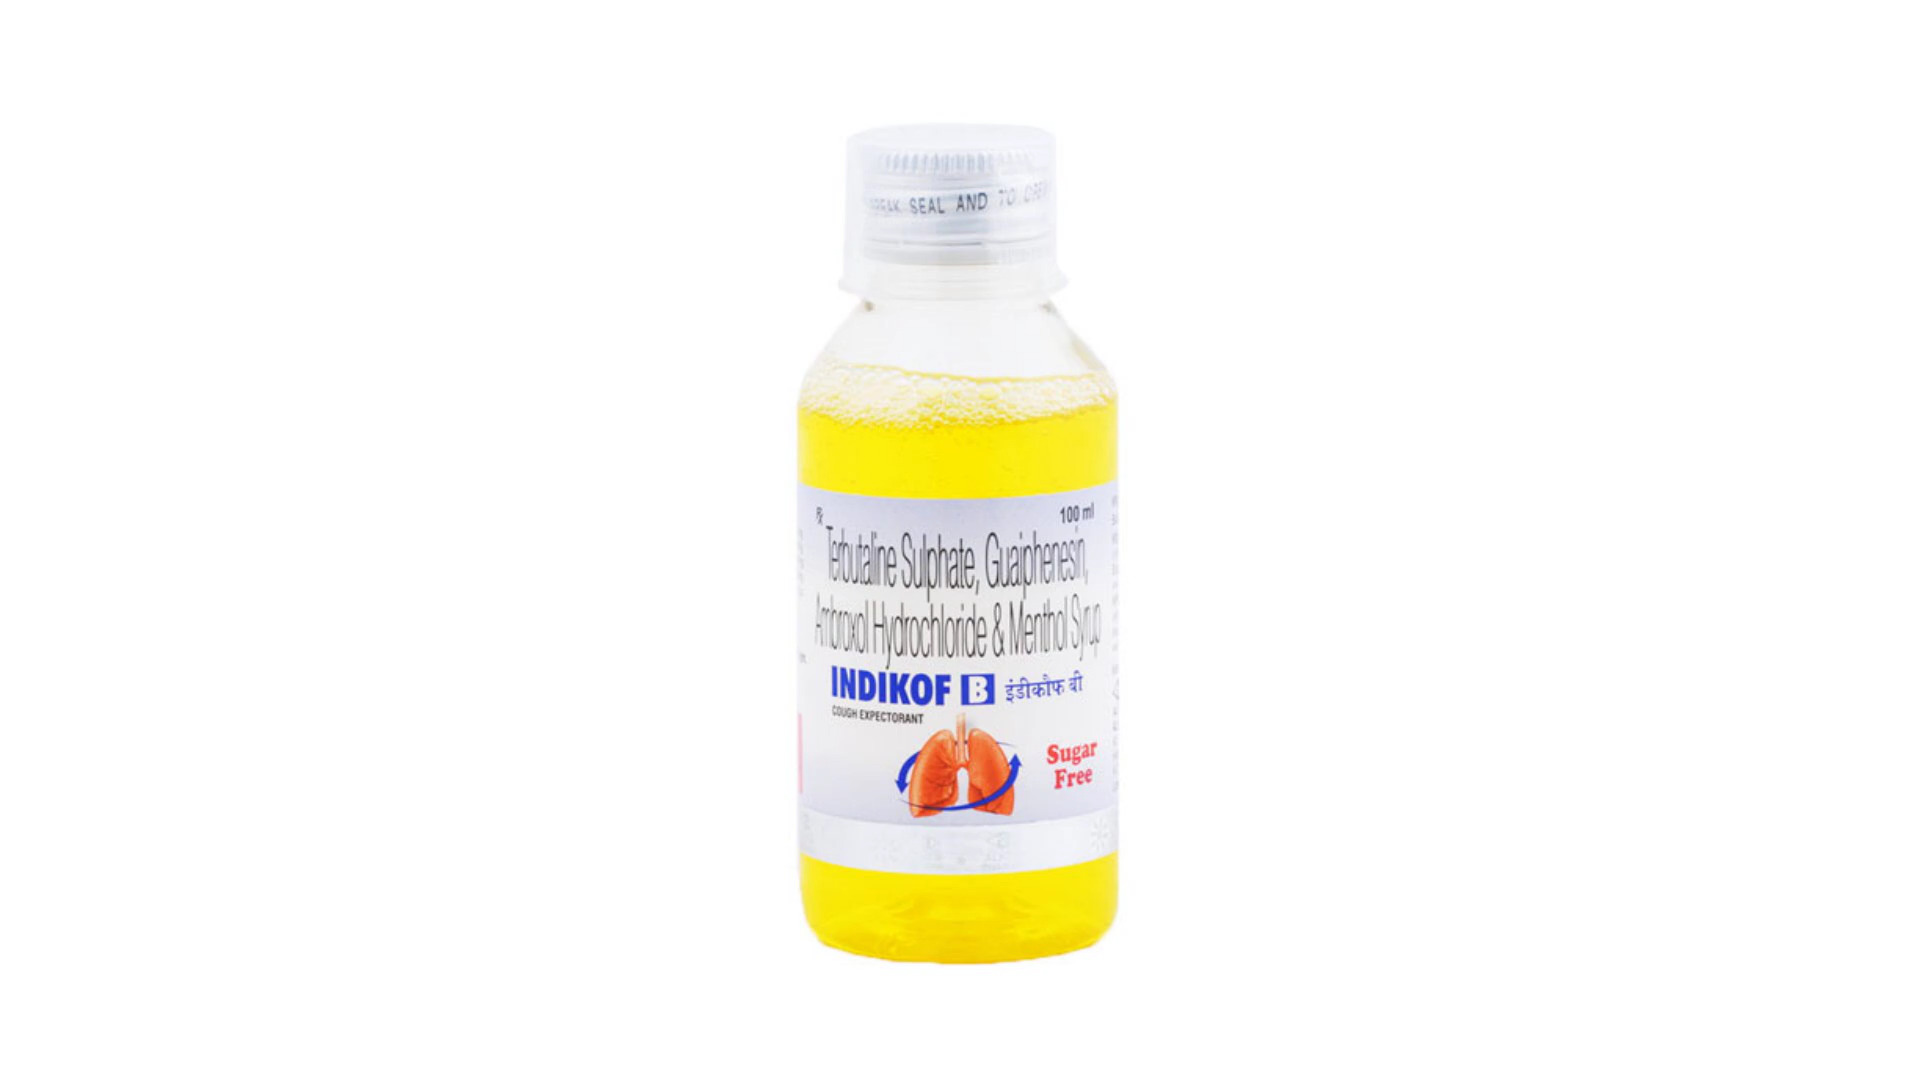 SEAL AND TO
℞
100 ml
Terbutaline Sulphate, Guaiphenesin,
Ambroxol Hydrochloride & Menthol Syrup
INDIKOF B इंडीकौफ बी
COUGH EXPECTORANT
Sugar
Free